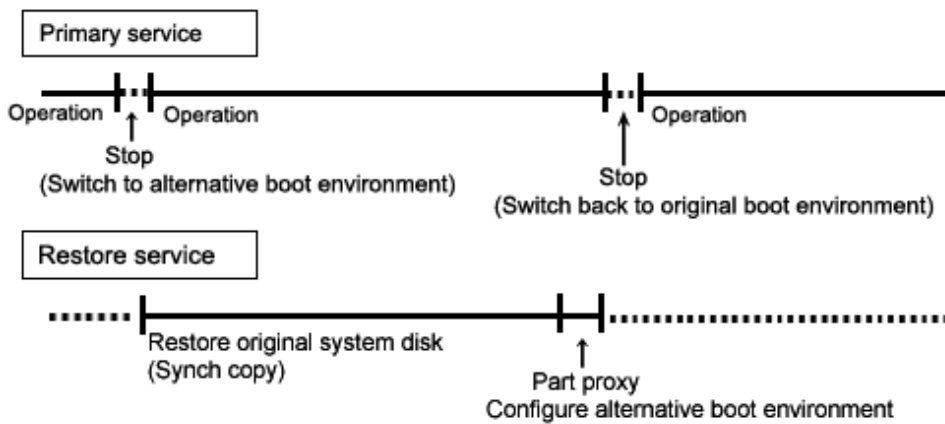 Primary service
Operation
Operation
Operation
Stop
(Switch to alternative boot environment)
Stop
(Switch back to original boot environment)
Restore service
Restore original system disk
(Synch copy)
Part proxy
Configure alternative boot environment